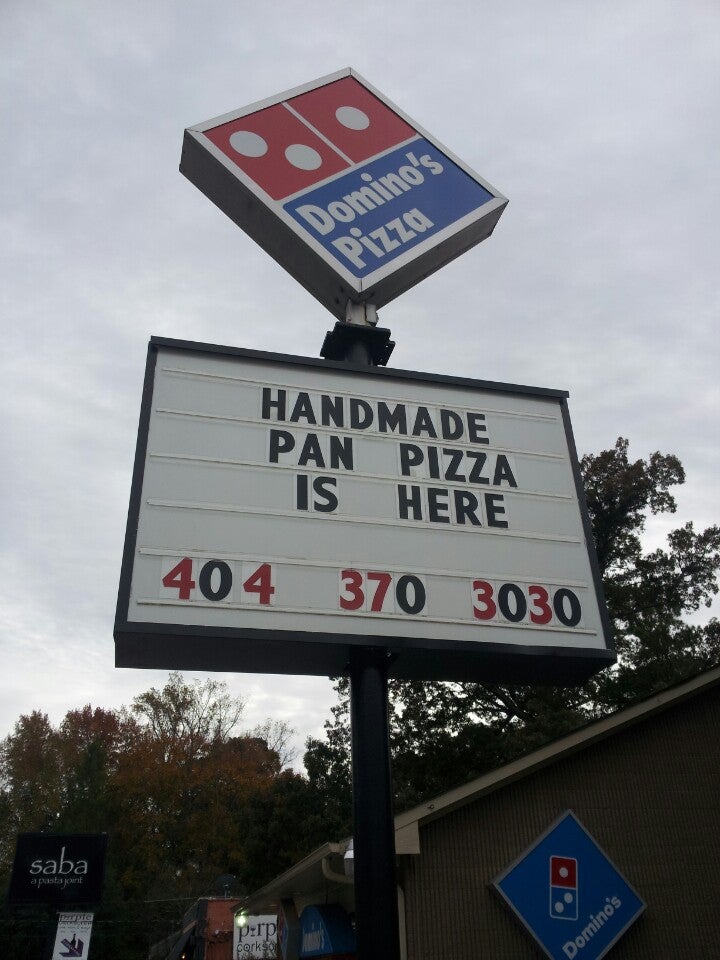 Domino's
Pizza
HANDMADE
PAN PIZZA
IS HERE
404 370 3030
saba
a pasta joint
Domino's